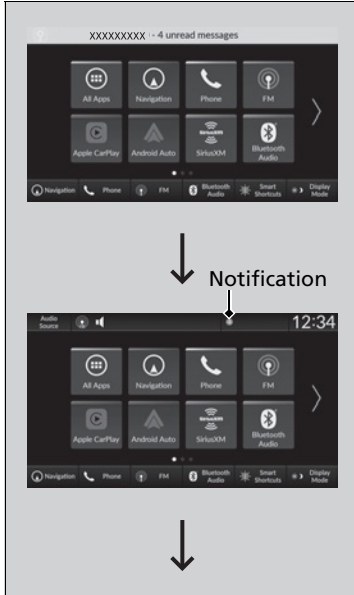 XXXXXXXXX - 4 unread messages
All Apps
Navigation
Phone
FM
Apple CarPlay
Android Auto
SiriusXM
SiriusXM
Bluetooth
Audio
Navigation
Phone
FM
Bluetooth
Audio
Smart
Shortcuts
Display
Mode
Notification
Audio
Source
12:34
All Apps
Navigation
Phone
FM
Apple CarPlay
Android Auto
SiriusXM
SiriusXM
Bluetooth
Audio
Navigation
Phone
FM
Bluetooth
Audio
Smart
Shortcuts
Display
Mode